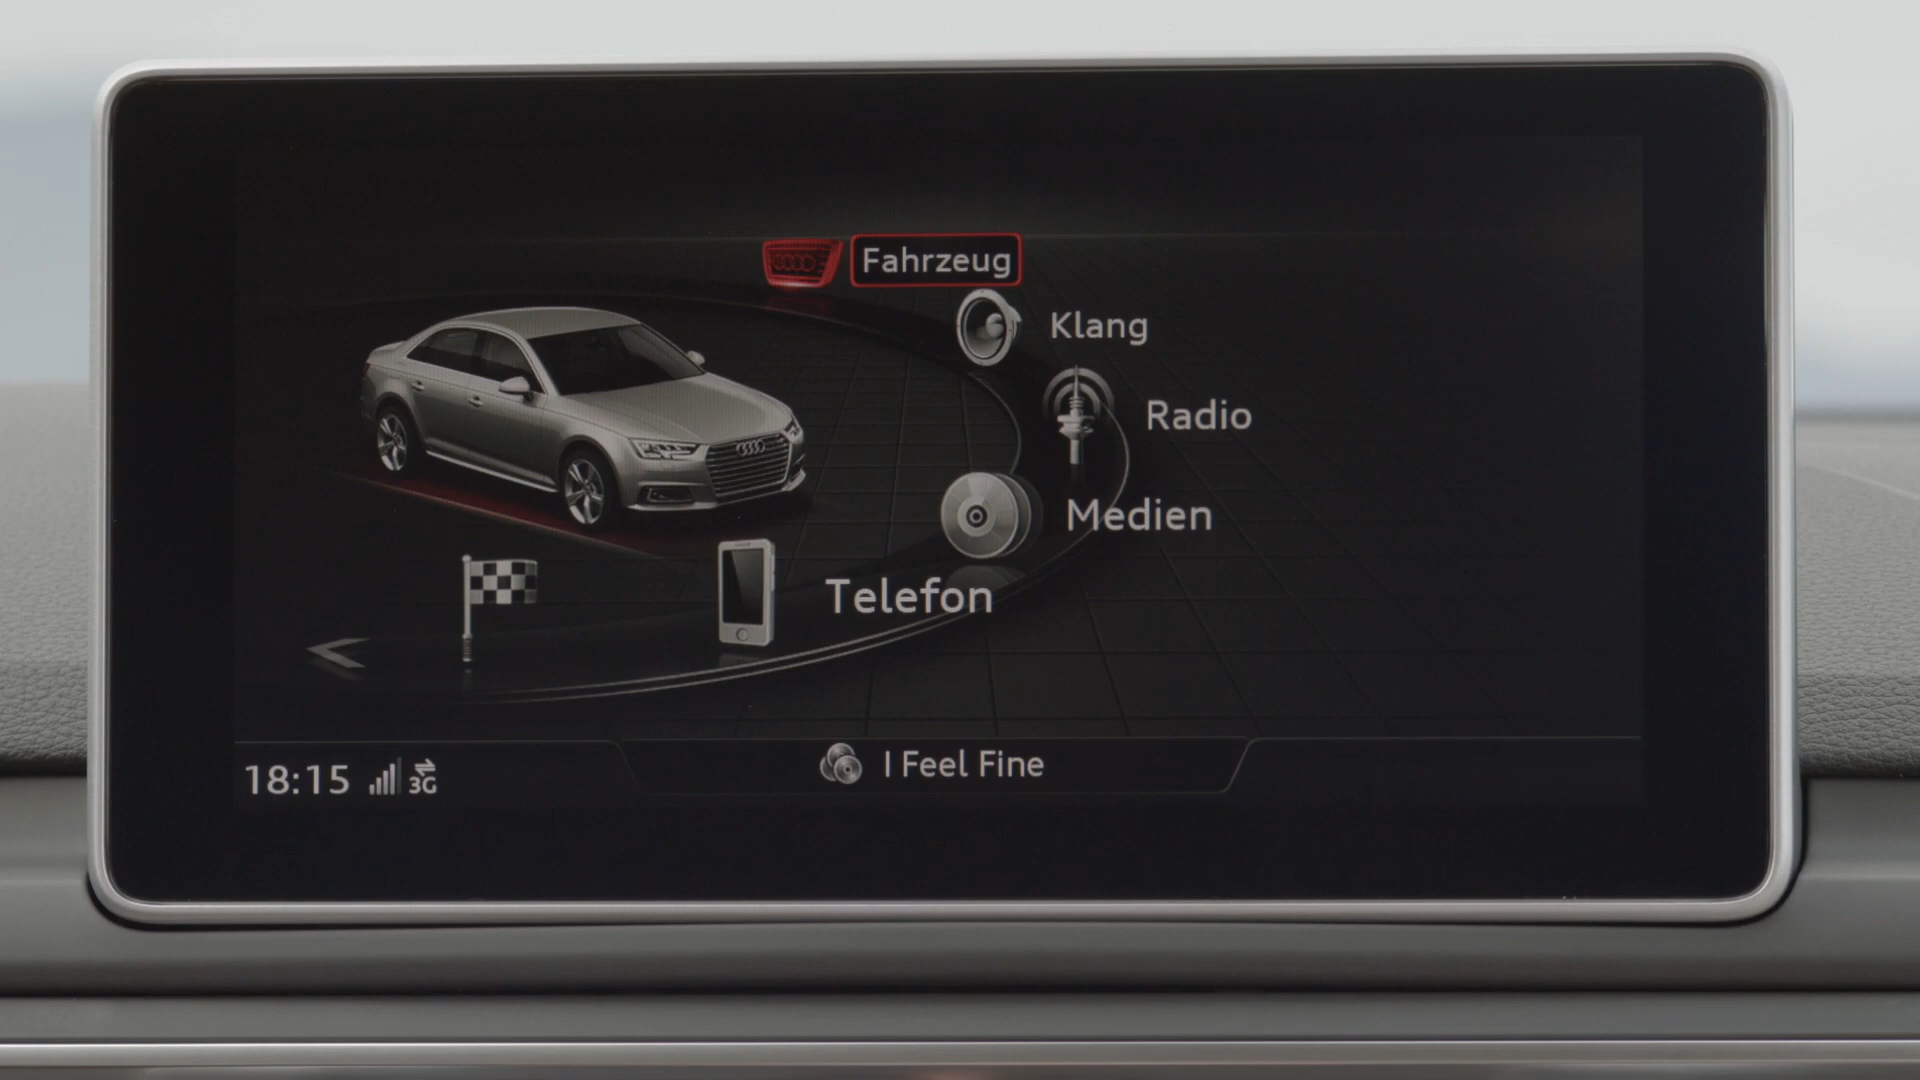 Fahrzeug
Klang
Radio
Medien
Telefon
18:15 3G
I Feel Fine